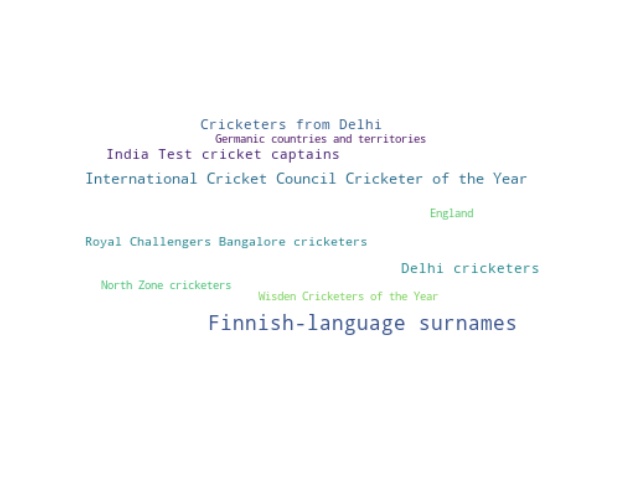 Cricketers from Delhi
Germanic countries and territories
India Test cricket captains
International Cricket Council Cricketer of the Year
England
Royal Challengers Bangalore cricketers
Delhi cricketers
North Zone cricketers
Wisden Cricketers of the Year
Finnish-language surnames